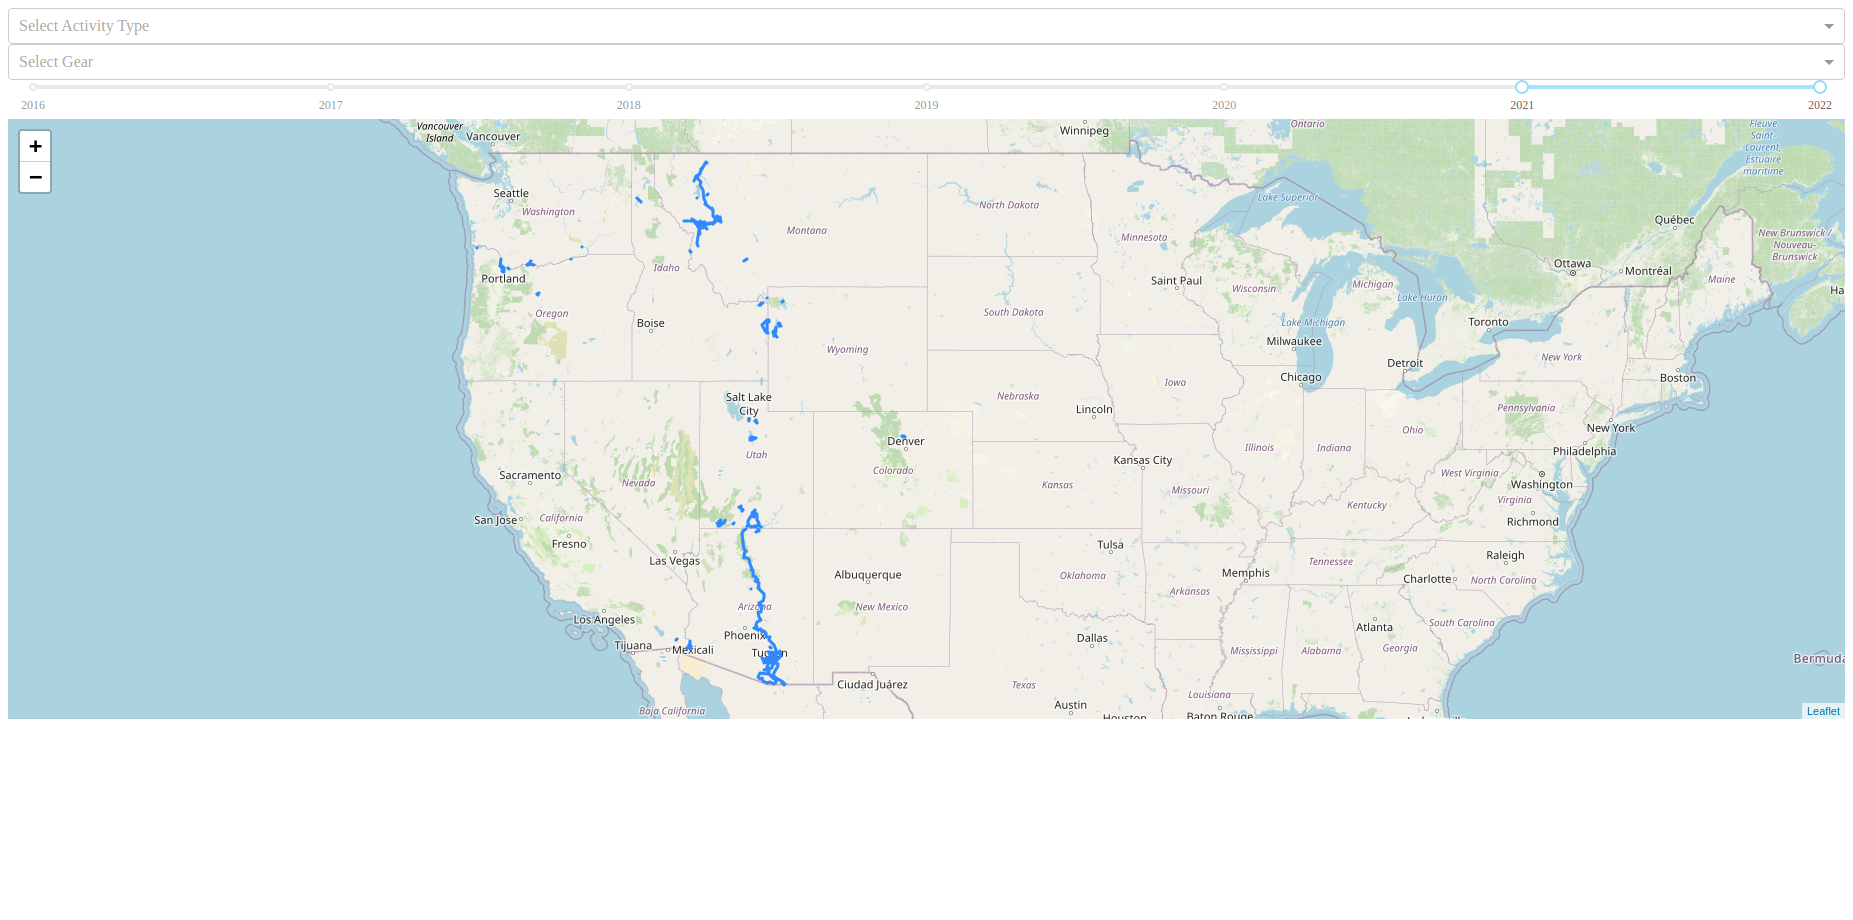 Select Activity Type
Select Gear
2016 2017 2018 2019 2020 2021 2022
+
−
Vancouver
Island
Vancouver
Winnipeg
Ontario
Fleuve
Saint-
Laurent,
Estuaire
maritime
Seattle
Washington
North Dakota
Lake Superior
Québec
Montana
Minnesota
New Brunswick /
Nouveau-
Brunswick
Portland
Idaho
Saint Paul
Wisconsin
Michigan
Lake Huron
Ottawa
Montréal
Maine
Ha
Oregon
Boise
South Dakota
Lake Michigan
Toronto
Wyoming
Milwaukee
Detroit
New York
Chicago
Boston
Salt Lake
City
Nebraska
Iowa
Lincoln
Pennsylvania
New York
Denver
Utah
Illinois
Indiana
Ohio
Philadelphia
Sacramento
Nevada
Colorado
Kansas City
Kansas
Missouri
West Virginia
Washington
Virginia
San Jose
California
Kentucky
Richmond
Fresno
Las Vegas
Tulsa
Raleigh
Albuquerque
Oklahoma
Memphis
Tennessee
Charlotte
North Carolina
Arkansas
Los Angeles
Arizona
New Mexico
Phoenix
Dallas
Atlanta
South Carolina
Tijuana
Mexicali
Tucson
Mississippi
Alabama
Georgia
Bermuda
Ciudad Juárez
Texas
Louisiana
Baja California
Austin
Houston
Baton Rouge
Leaflet